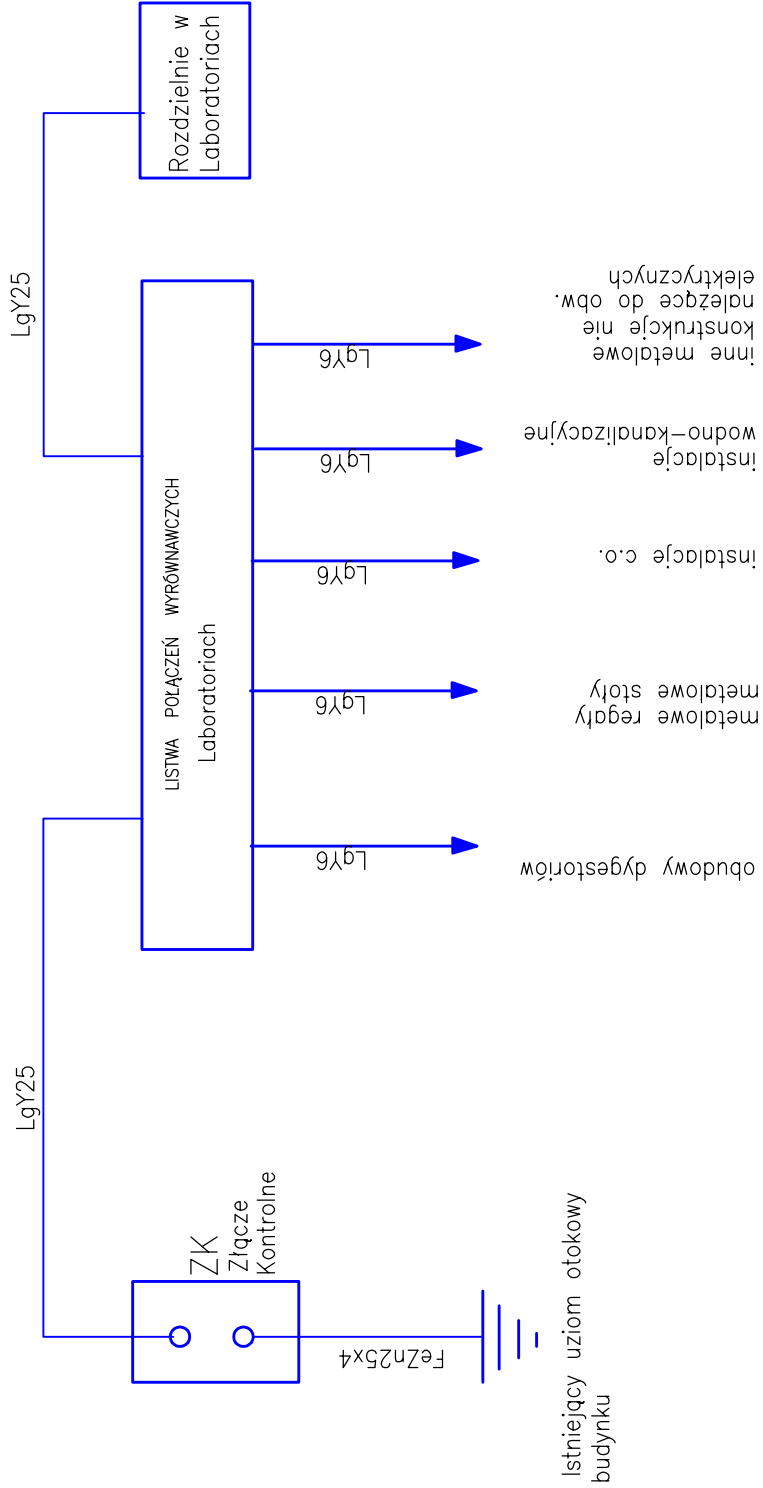 LgY25
LgY25
Rozdzielnie w
Laboratoriach
LISTWA POŁĄCZEŃ WYRÓWNAWCZYCH
Laboratoriach
ZK
Złącze
Kontrolne
FeZn25x4
Istniejący uziom otokowy
budynku
LgY6
LgY6
LgY6
LgY6
LgY6
obudowy dygestoriów
metalowe regały
metalowe stoły
instalacje c.o.
instalacje
wodno-kanalizacyjne
inne metalowe
konstrukcje nie
należące do obw.
elektrycznych